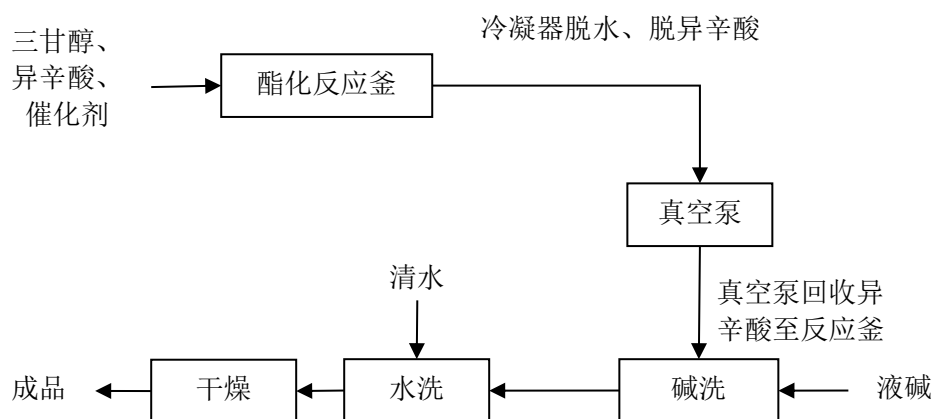 冷凝器脱水、脱异辛酸
三甘醇、
异辛酸、
催化剂
酯化反应釜
真空泵
清水
真空泵回收异
辛酸至反应釜
成品
干燥
水洗
碱洗
液碱